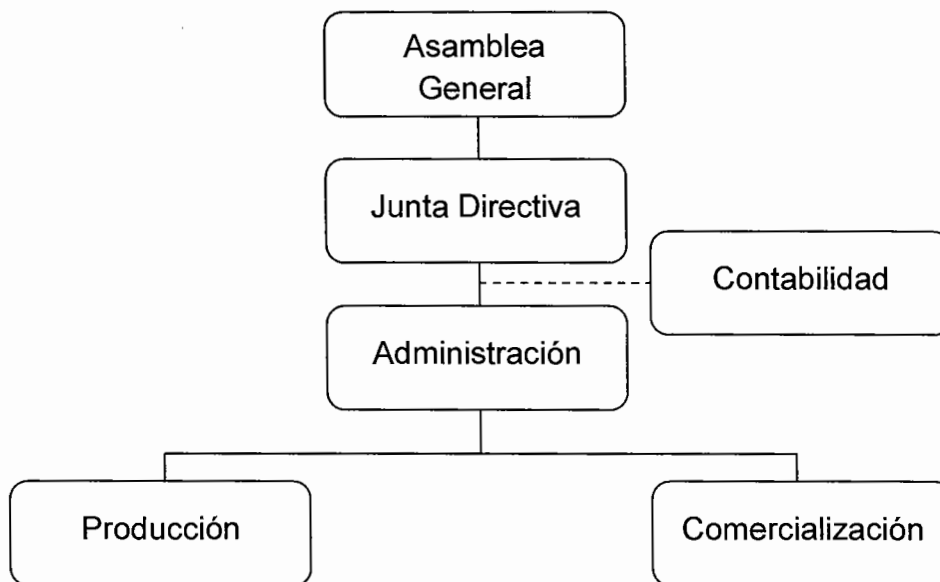 Asamblea
General
Junta Directiva
Contabilidad
Administración
Producción
Comercialización